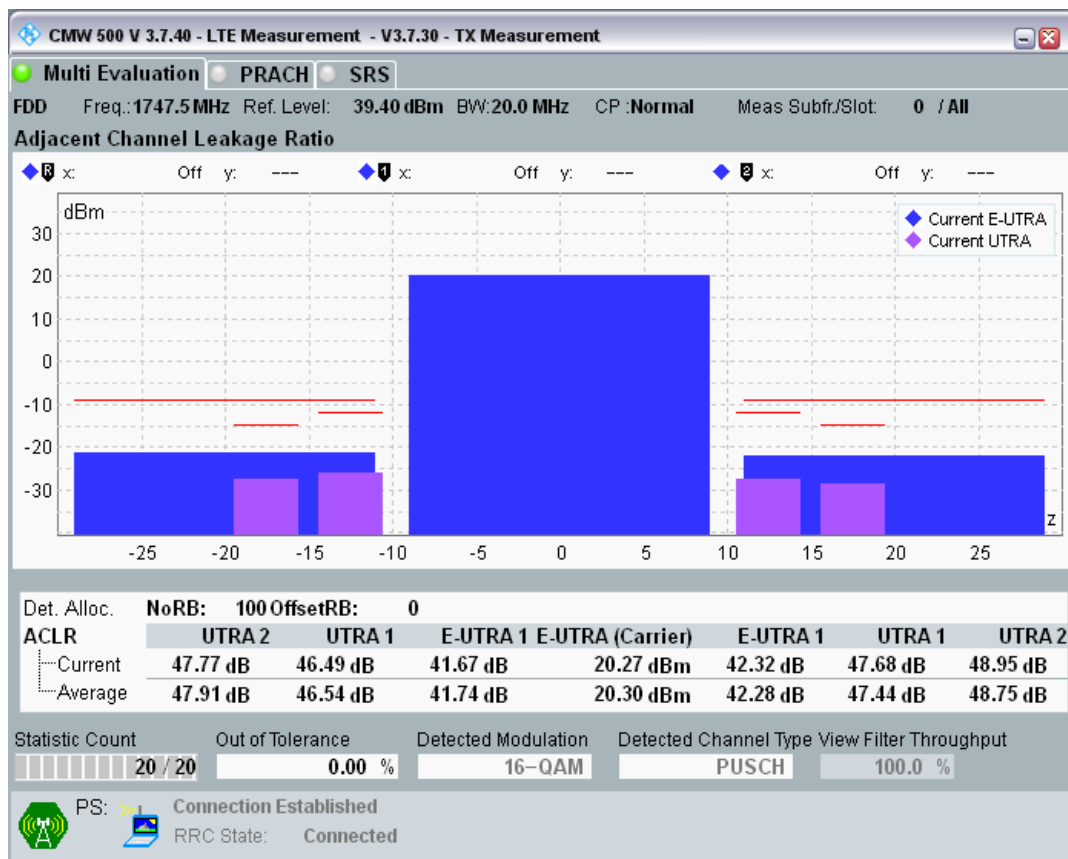 CMW 500 V 3.7.40 - LTE Measurement - V3.7.30 - TX Measurement
Multi Evaluation PRACH SRS
FDD Freq.:1747.5 MHz Ref. Level: 39.40 dBm BW:20.0 MHz CP :Normal Meas Subfr./Slot: 0 / All
Adjacent Channel Leakage Ratio
R x: Off y: --- 1 x: Off y: --- 2 x: Off y: ---
dBm
Current E-UTRA
Current UTRA
30
20
10
0
-10
-20
-30
z
-25 -20 -15 -10 -5 0 5 10 15 20 25
Det. Alloc. NoRB: 100 OffsetRB: 0
ACLR UTRA 2 UTRA 1 E-UTRA 1 E-UTRA (Carrier) E-UTRA 1 UTRA 1 UTRA 2
Current 47.77 dB 46.49 dB 41.67 dB 20.27 dBm 42.32 dB 47.68 dB 48.95 dB
Average 47.91 dB 46.54 dB 41.74 dB 20.30 dBm 42.28 dB 47.44 dB 48.75 dB
Statistic Count Out of Tolerance Detected Modulation Detected Channel Type View Filter Throughput
20 / 20 0.00 % 16-QAM PUSCH 100.0 %
PS: Connection Established
RRC State: Connected